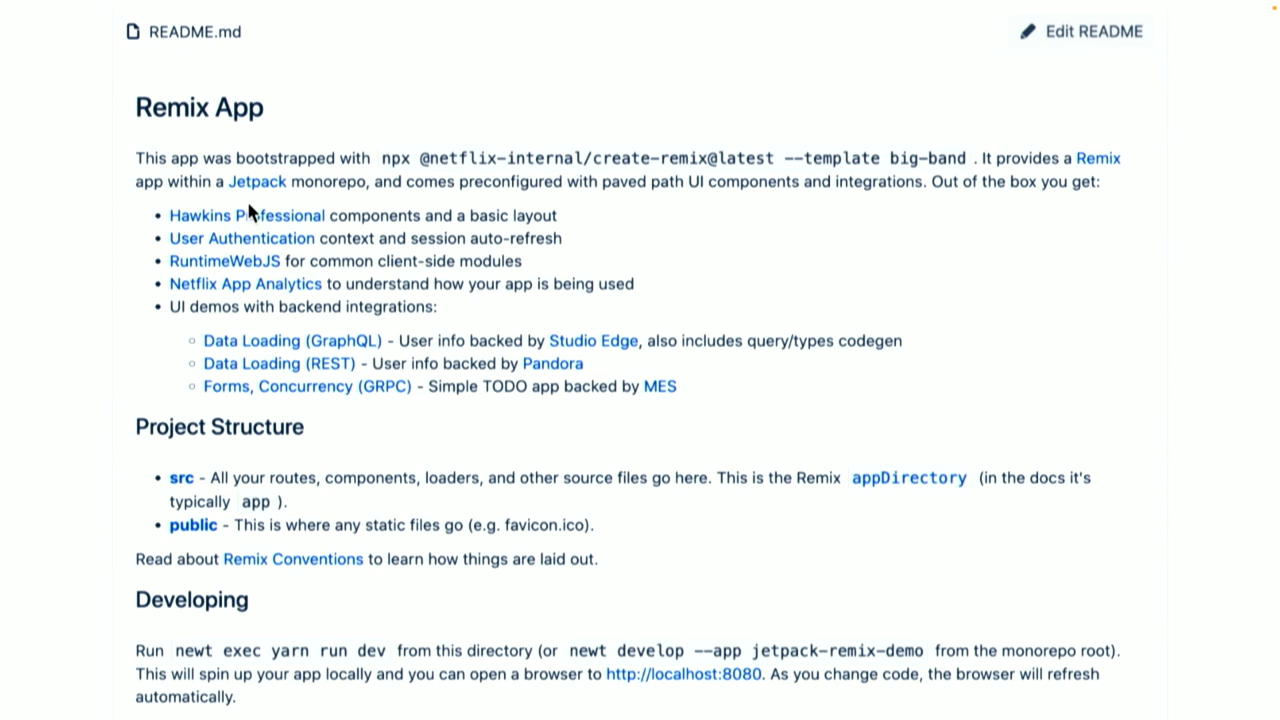 README.md
Edit README
Remix App
This app was bootstrapped with npx @netflix-internal/create-remix@latest --template big-band . It provides a Remix
app within a Jetpack monorepo, and comes preconfigured with paved path UI components and integrations. Out of the box you get:
• Hawkins Professional components and a basic layout
• User Authentication context and session auto-refresh
• RuntimeWebJS for common client-side modules
• Netflix App Analytics to understand how your app is being used
• UI demos with backend integrations:
○ Data Loading (GraphQL) - User info backed by Studio Edge, also includes query/types codegen
○ Data Loading (REST) - User info backed by Pandora
○ Forms, Concurrency (GRPC) - Simple TODO app backed by MES
Project Structure
• src - All your routes, components, loaders, and other source files go here. This is the Remix appDirectory (in the docs it's
typically app ).
• public - This is where any static files go (e.g. favicon.ico).
Read about Remix Conventions to learn how things are laid out.
Developing
Run newt exec yarn run dev from this directory (or newt develop --app jetpack-remix-demo from the monorepo root).
This will spin up your app locally and you can open a browser to http://localhost:8080. As you change code, the browser will refresh
automatically.